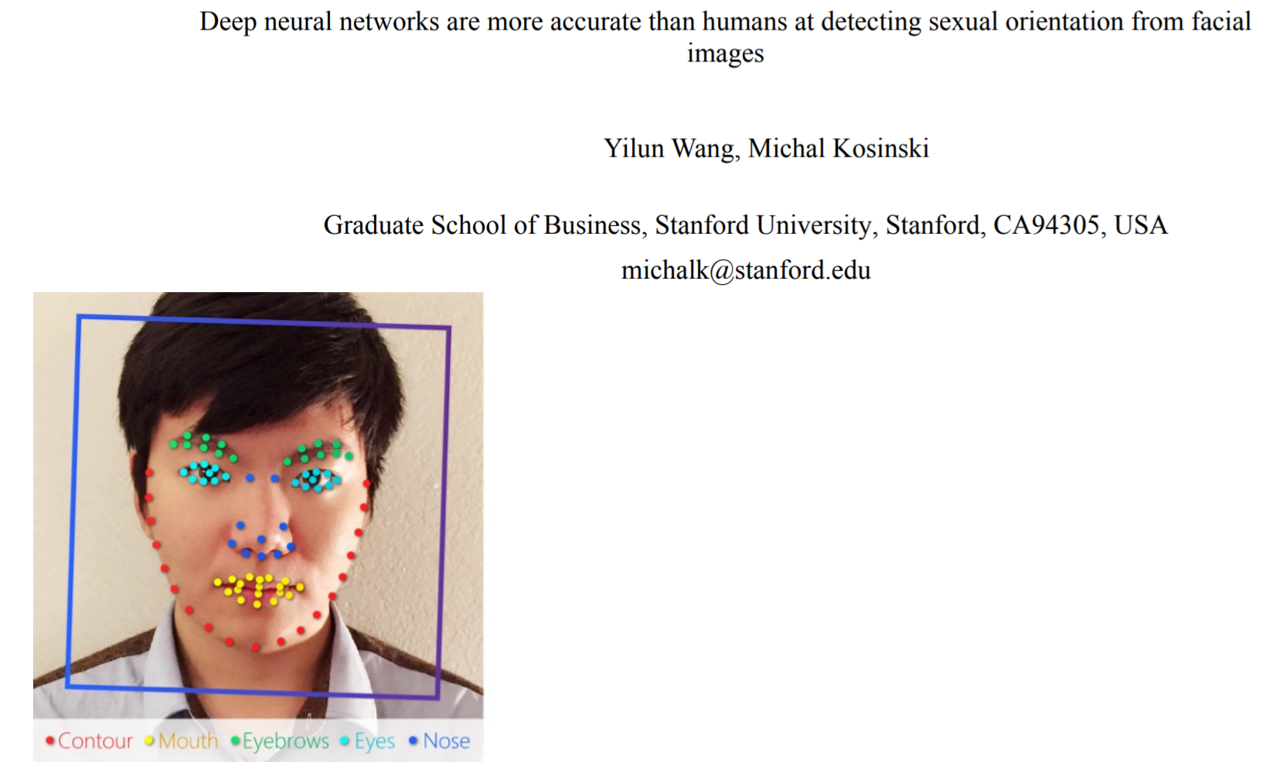 Deep neural networks are more accurate than humans at detecting sexual orientation from facial
images
Yilun Wang, Michal Kosinski
Graduate School of Business, Stanford University, Stanford, CA94305, USA
michalk@stanford.edu
Contour Mouth Eyebrows Eyes Nose